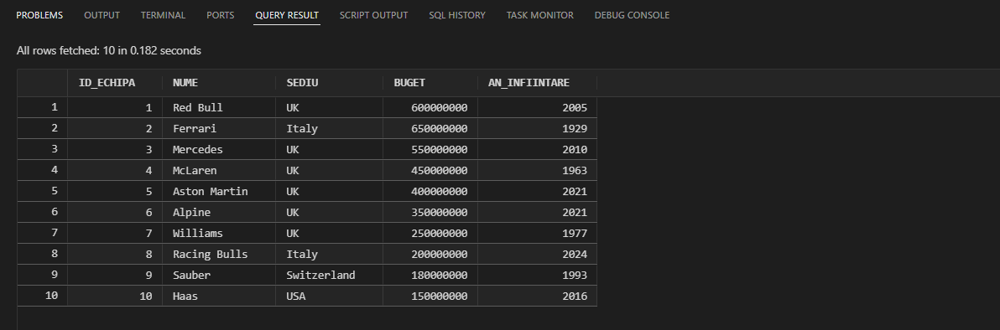 PROBLEMS OUTPUT TERMINAL PORTS QUERY RESULT SCRIPT OUTPUT SQL HISTORY TASK MONITOR DEBUG CONSOLE
All rows fetched: 10 in 0.182 seconds
ID_ECHIPA NUME SEDIU BUGET AN_INFIINTARE
1 1 Red Bull UK 600000000 2005
2 2 Ferrari Italy 650000000 1929
3 3 Mercedes UK 550000000 2010
4 4 McLaren UK 450000000 1963
5 5 Aston Martin UK 400000000 2021
6 6 Alpine UK 350000000 2021
7 7 Williams UK 250000000 1977
8 8 Racing Bulls Italy 200000000 2024
9 9 Sauber Switzerland 180000000 1993
10 10 Haas USA 150000000 2016